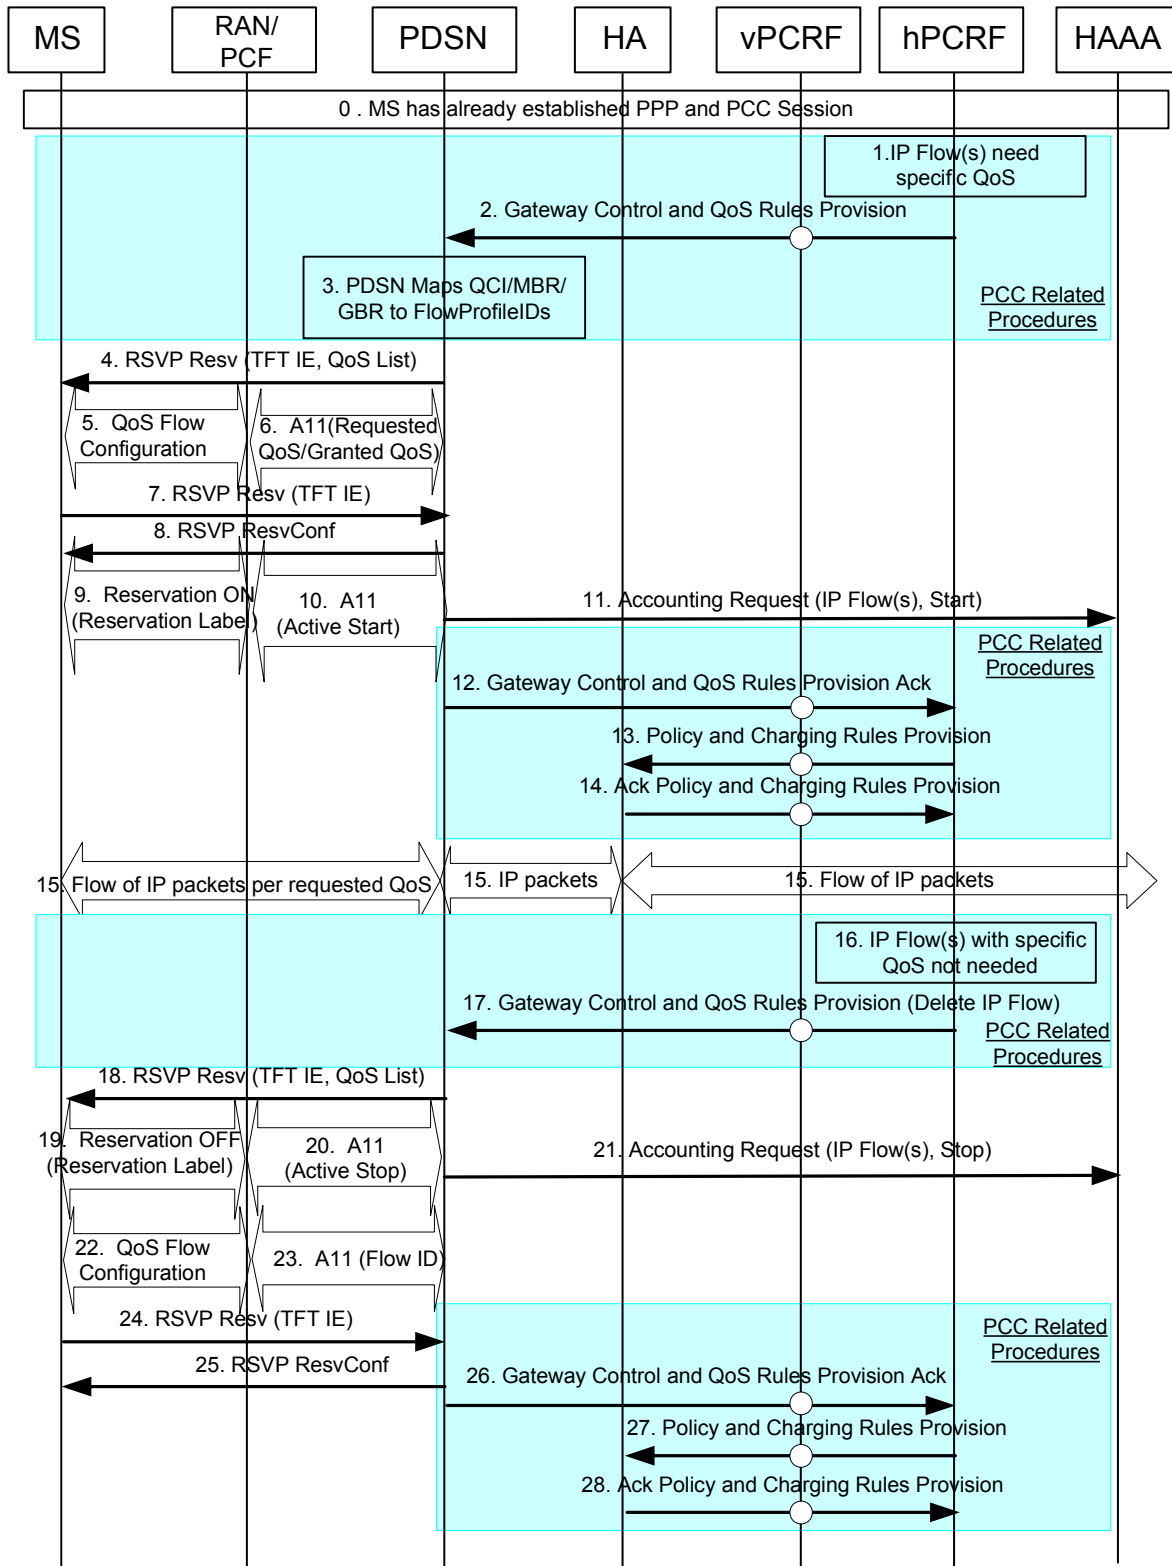 MS
RAN/
PCF
PDSN
HA
vPCRF
hPCRF
HAAA
0 . MS has already established PPP and PCC Session
1.IP Flow(s) need
specific QoS
2. Gateway Control and QoS Rules Provision
3. PDSN Maps QCI/MBR/
GBR to FlowProfileIDs
PCC Related
Procedures
4. RSVP Resv (TFT IE, QoS List)
5. QoS Flow
Configuration
6. A11(Requested
QoS/Granted QoS)
7. RSVP Resv (TFT IE)
8. RSVP ResvConf
9. Reservation ON
(Reservation Label)
10. A11
(Active Start)
11. Accounting Request (IP Flow(s), Start)
PCC Related
Procedures
12. Gateway Control and QoS Rules Provision Ack
13. Policy and Charging Rules Provision
14. Ack Policy and Charging Rules Provision
15. Flow of IP packets per requested QoS
15. IP packets
15. Flow of IP packets
16. IP Flow(s) with specific
QoS not needed
17. Gateway Control and QoS Rules Provision (Delete IP Flow)
PCC Related
Procedures
18. RSVP Resv (TFT IE, QoS List)
19. Reservation OFF
(Reservation Label)
20. A11
(Active Stop)
21. Accounting Request (IP Flow(s), Stop)
22. QoS Flow
Configuration
23. A11 (Flow ID)
24. RSVP Resv (TFT IE)
PCC Related
Procedures
25. RSVP ResvConf
26. Gateway Control and QoS Rules Provision Ack
27. Policy and Charging Rules Provision
28. Ack Policy and Charging Rules Provision